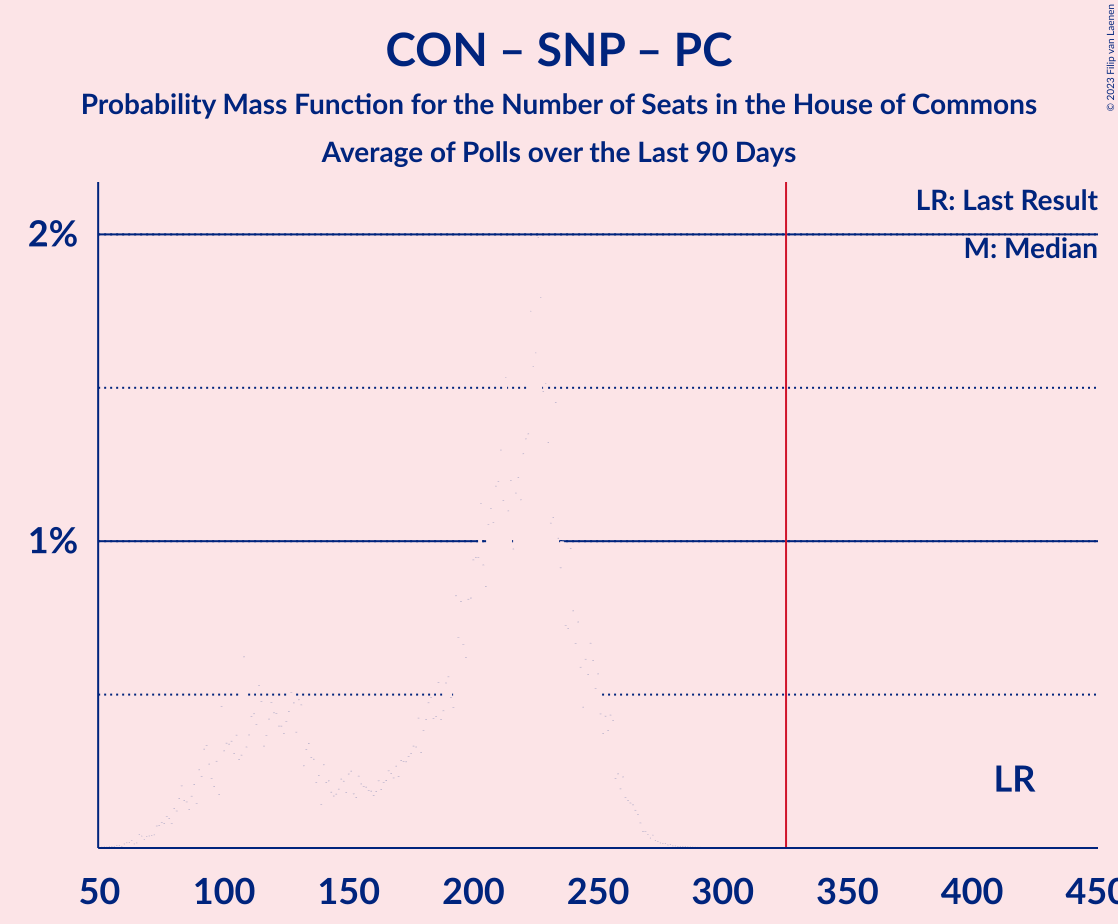 CON – SNP – PC
Probability Mass Function for the Number of Seats in the House of Commons
Average of Polls over the Last 90 Days
© 2023 Filip van Laenen
LR: Last Result
M: Median
2%
1%
LR
50 100 150 200 250 300 350 400 450